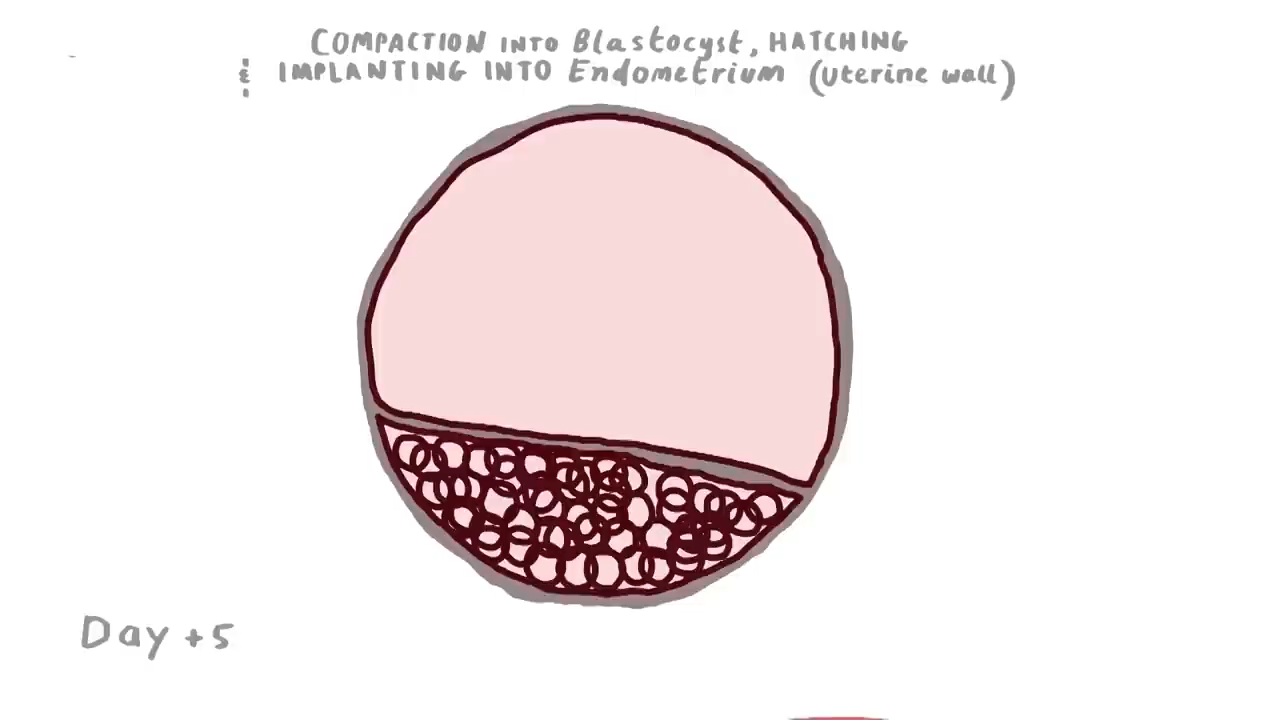 COMPACTION INTO Blastocyst, HATCHING
& IMPLANTING INTO Endometrium (uterine wall)
Day +5